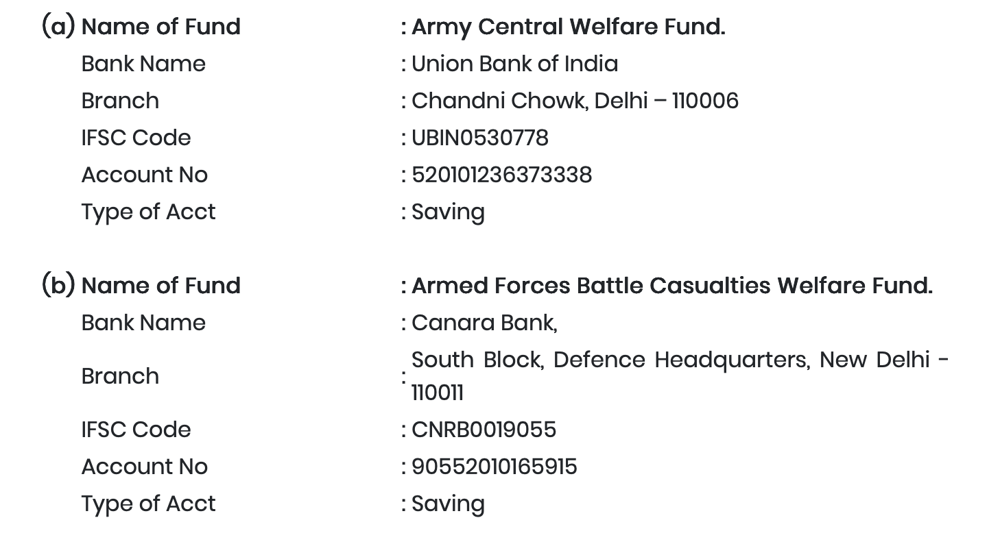 (a) Name of Fund : Army Central Welfare Fund.
Bank Name : Union Bank of India
Branch : Chandni Chowk, Delhi – 110006
IFSC Code : UBIN0530778
Account No : 520101236373338
Type of Acct : Saving
(b) Name of Fund : Armed Forces Battle Casualties Welfare Fund.
Bank Name : Canara Bank,
Branch : South Block, Defence Headquarters, New Delhi -
110011
IFSC Code : CNRB0019055
Account No : 90552010165915
Type of Acct : Saving